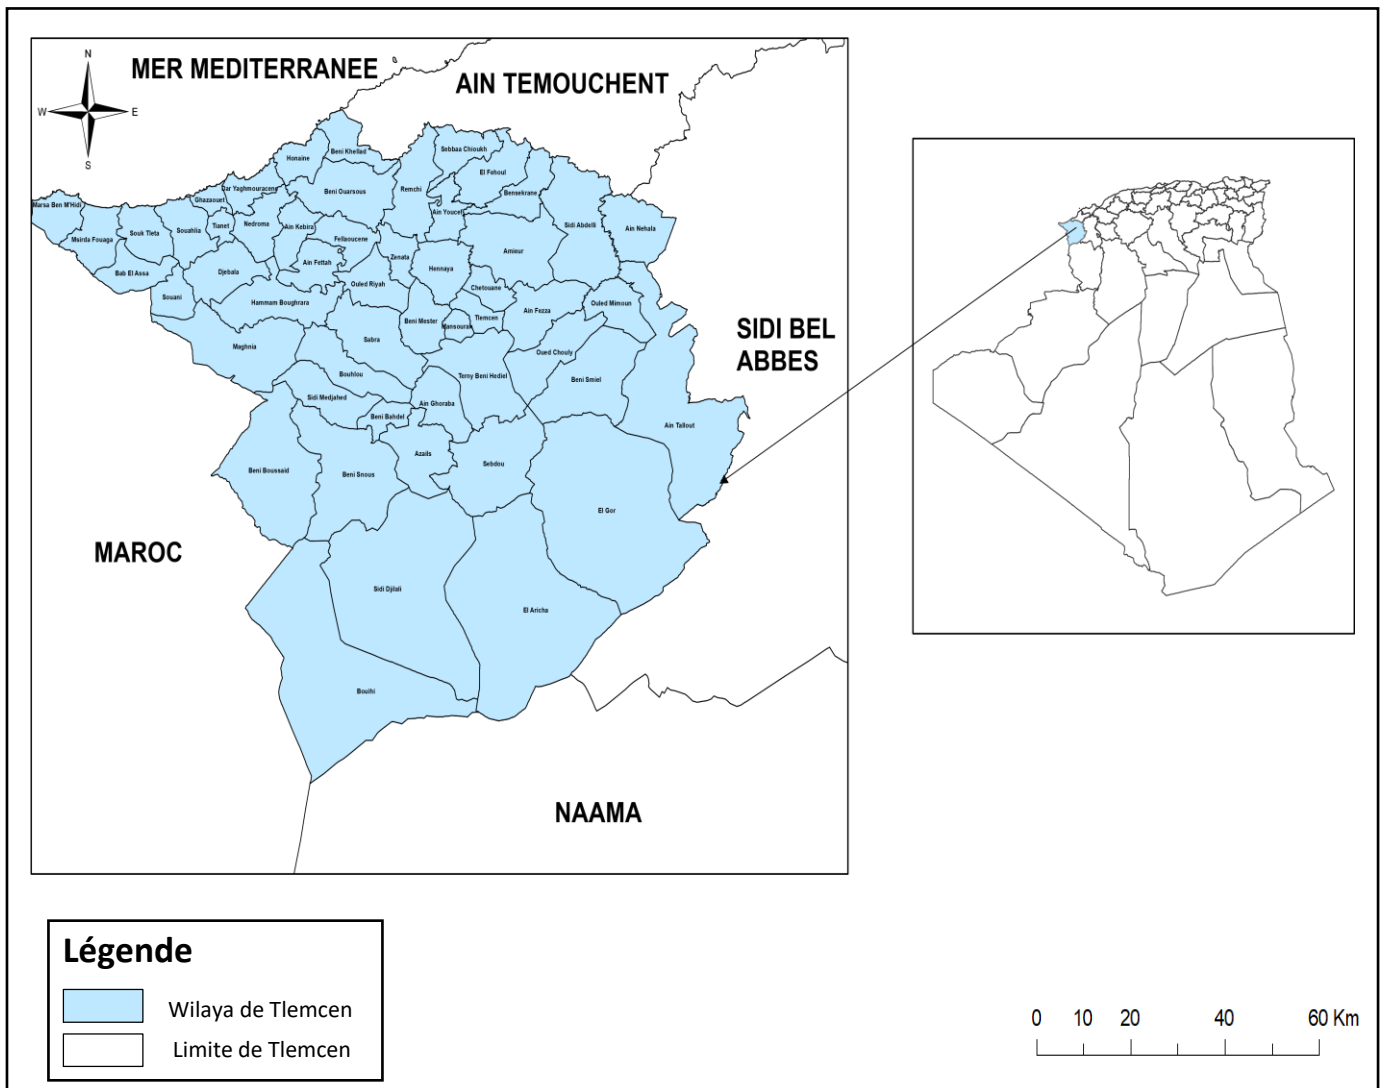 N
W
E
S
MER MEDITERRANEE
AIN TEMOUCHENT
Honaine
Beni Khellad
Sebbaa Chioukh
El Fehoul
Bensekrane
Dar Yaghmouracene
Ghazaouet
Beni Ouarsous
Remchi
Marsa Ben M'Hidi
Msirda Fouaga
Souk Tleta
Souahlia
Tianet
Nedroma
Ain Kebira
Fellaoucene
Ain Youcef
Sidi Abdelli
Ain Nehala
Bab El Assa
Djebala
Ain Fettah
Zenata
Hennaya
Amieur
Souani
Hammam Boughrara
Ouled Riyah
Chetouane
Ouled Mimoun
Maghnia
Sabra
Beni Mester
Mansourah
Tlemcen
Ain Fezza
Oued Chouly
Bouhlou
Terny Beni Hediel
Beni Smiel
Sidi Medjahed
Beni Bahdel
Ain Ghoraba
Ain Tallout
Beni Boussaid
Beni Snous
Azails
Sebdou
El Gor
Sidi Djilali
El Aricha
Bouihi
SIDI BEL
ABBES
MAROC
NAAMA
Légende
Wilaya de Tlemcen
Limite de Tlemcen
0 10 20 40 60 Km